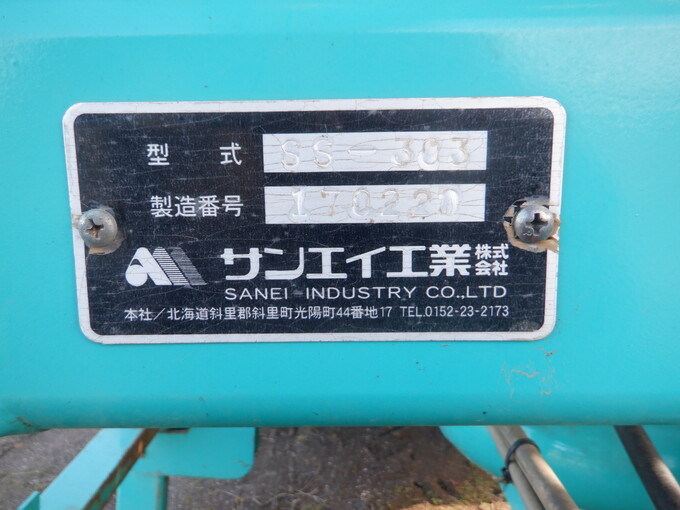 型式 SS-303
製造番号 170220
サンエイ工業株式会社
SANEI INDUSTRY CO.,LTD
本社/北海道斜里郡斜里町光陽町44番地17 TEL.0152-23-2173